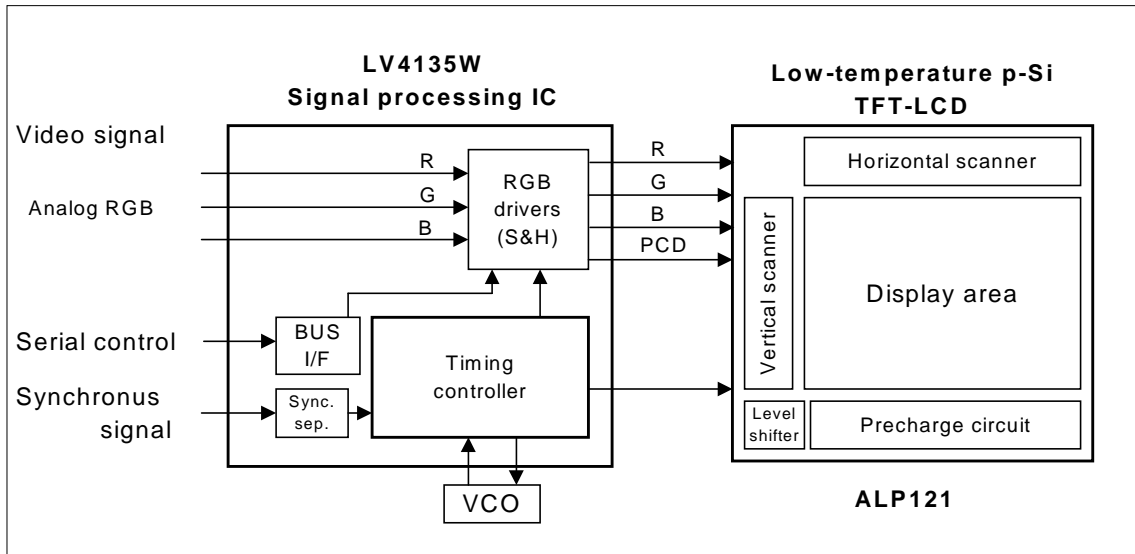 LV4135W
Signal processing IC
Low-temperature p-Si
TFT-LCD
Video signal
Analog RGB
R
G
B
RGB
drivers
(S&H)
R
G
B
PCD
Horizontal scanner
Vertical scanner
Display area
Serial control
BUS
I/F
Timing
controller
Synchronus
signal
Sync.
sep.
Level
shifter
Precharge circuit
VCO
ALP121